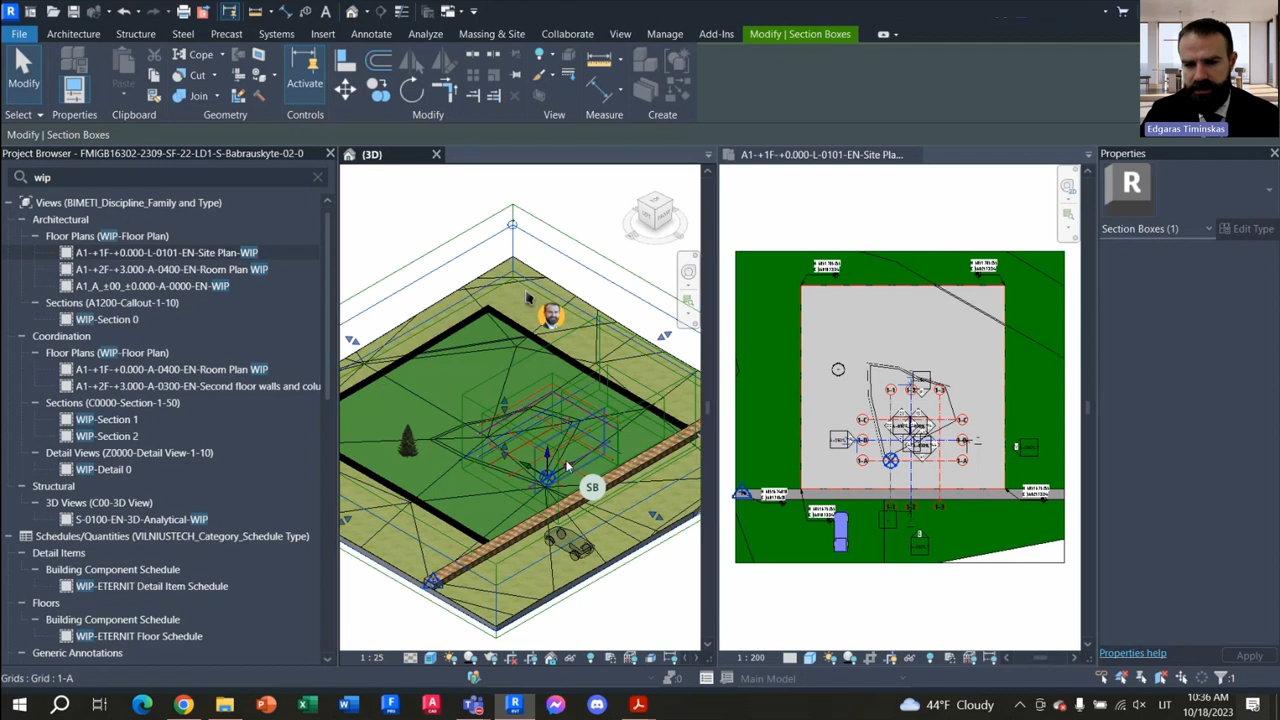 File Architecture Structure Steel Precast Systems Insert Annotate Analyze Massing & Site Collaborate View Manage Add-Ins Modify | Section Boxes
Modify Paste Cope Cut Join Activate
Select Properties Clipboard Geometry Controls Modify View Measure Create
Edgaras Timinskas
Modify | Section Boxes
Project Browser - FMIGB16302-2309-SF-22-LD1-S-Babrauskyte-02-0
wip
Views (BIMETI_Discipline_Family and Type)
Architectural
Floor Plans (WIP-Floor Plan)
A1-+1F-+0.000-L-0101-EN-Site Plan-WIP
A1-+2F-+3.000-A-0400-EN-Room Plan WIP
A1_A_±00_±0.000-A-0000-EN-WIP
Sections (A1200-Callout-1-10)
WIP-Section 0
Coordination
Floor Plans (WIP-Floor Plan)
A1-+1F-+0.000-A-0400-EN-Room Plan WIP
A1-+2F-+3.000-A-0300-EN-Second floor walls and colu
Sections (C0000-Section-1-50)
WIP-Section 1
WIP-Section 2
Detail Views (Z0000-Detail View-1-10)
WIP-Detail 0
Structural
3D Views (C00-3D View)
S-0100-EN-3D-Analytical-WIP
Schedules/Quantities (VILNIUSTECH_Category_Schedule Type)
Detail Items
Building Component Schedule
WIP-ETERNIT Detail Item Schedule
Floors
Building Component Schedule
WIP-ETERNIT Floor Schedule
Generic Annotations
(3D)
SB
1 : 25
A1-+1F-+0.000-L-0101-EN-Site Pla...
1-1 1-3
1-C 1-C
1-A 1-A
1 : 200
Properties
R
Section Boxes (1) Edit Type
Properties help Apply
Grids : Grid : 1-A :0 Main Model :1
44°F Cloudy LIT 10:36 AM
10/18/2023